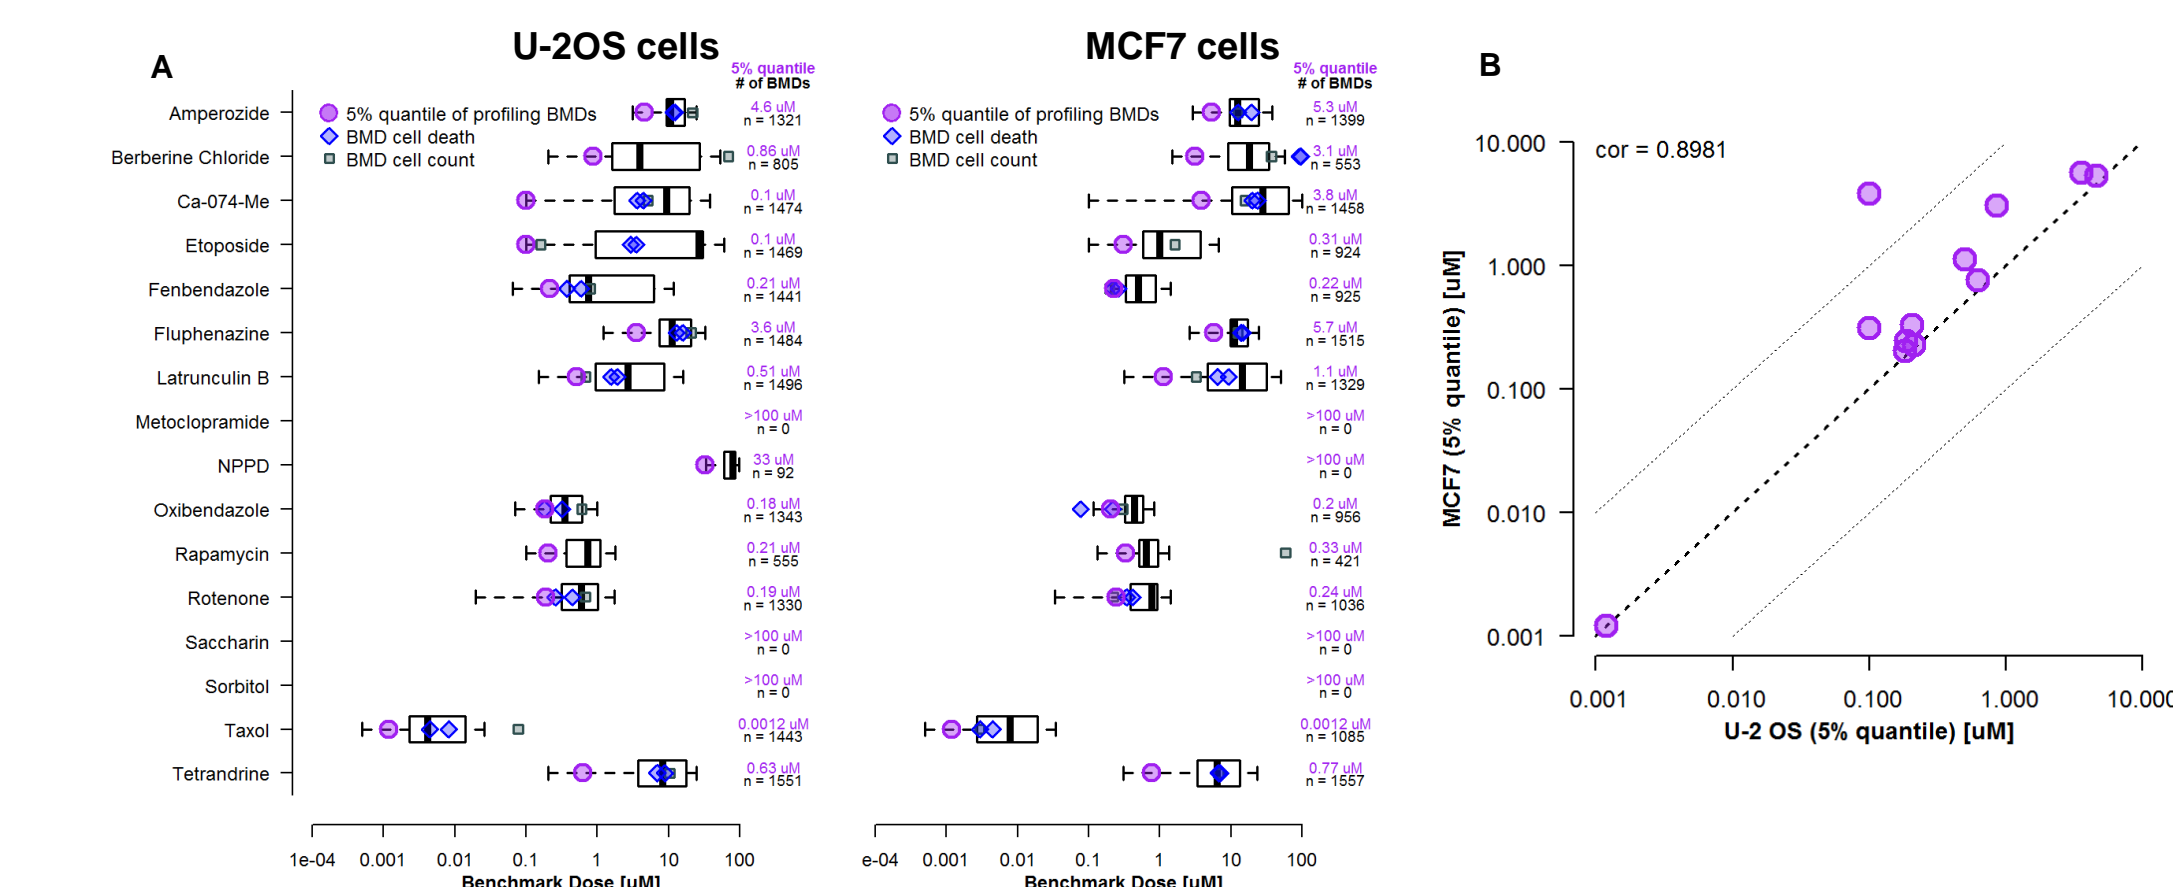 U-2OS cells
MCF7 cells
A
B
5% quantile
# of BMDs
5% quantile
# of BMDs
5% quantile of profiling BMDs
BMD cell death
BMD cell count
5% quantile of profiling BMDs
BMD cell death
BMD cell count
Amperozide
4.6 uM
n = 1321
5.3 uM
n = 1399
Berberine Chloride
0.86 uM
n = 805
3.1 uM
n = 553
Ca-074-Me
0.1 uM
n = 1474
3.8 uM
n = 1458
Etoposide
0.1 uM
n = 1469
0.31 uM
n = 924
Fenbendazole
0.21 uM
n = 1441
0.22 uM
n = 925
Fluphenazine
3.6 uM
n = 1484
5.7 uM
n = 1515
Latrunculin B
0.51 uM
n = 1496
1.1 uM
n = 1329
Metoclopramide
>100 uM
n = 0
>100 uM
n = 0
NPPD
33 uM
n = 92
>100 uM
n = 0
Oxibendazole
0.18 uM
n = 1343
0.2 uM
n = 956
Rapamycin
0.21 uM
n = 555
0.33 uM
n = 421
Rotenone
0.19 uM
n = 1330
0.24 uM
n = 1036
Saccharin
>100 uM
n = 0
>100 uM
n = 0
Sorbitol
>100 uM
n = 0
>100 uM
n = 0
Taxol
0.0012 uM
n = 1443
0.0012 uM
n = 1085
Tetrandrine
0.63 uM
n = 1551
0.77 uM
n = 1557
1e-04 0.001 0.01 0.1 1 10 100
Benchmark Dose [uM]
e-04 0.001 0.01 0.1 1 10 100
Benchmark Dose [uM]
cor = 0.8981
10.000
1.000
0.100
0.010
0.001
MCF7 (5% quantile) [uM]
0.001 0.010 0.100 1.000 10.000
U-2 OS (5% quantile) [uM]